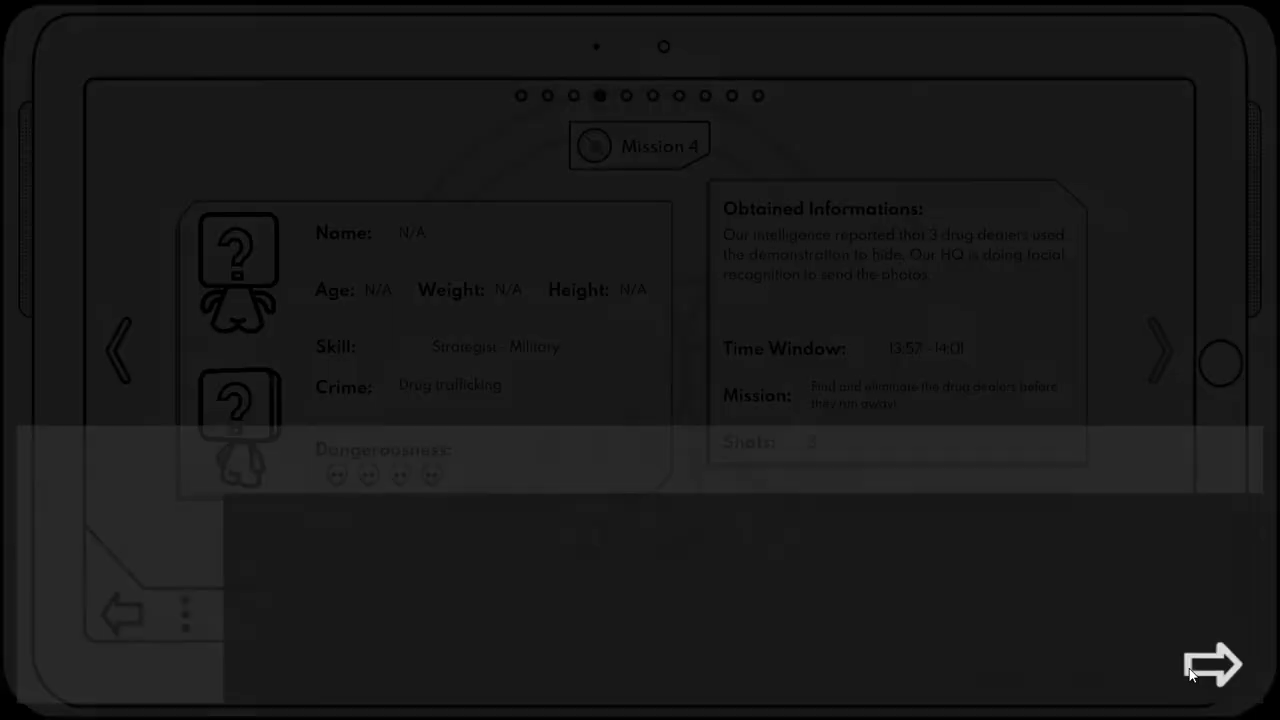 Mission 4
Name: N/A
Age: N/A Weight: N/A Height: N/A
Skill: Strategist - Military
Crime: Drug trafficking
Dangerousness:
Obtained Informations:
Our intelligence reported that 3 drug dealers used
the demonstration to hide. Our HQ is doing facial
recognition to send the photos.
Time Window: 13:57 - 14:01
Mission: Find and eliminate the drug dealers before
they run away!
Shots: 3